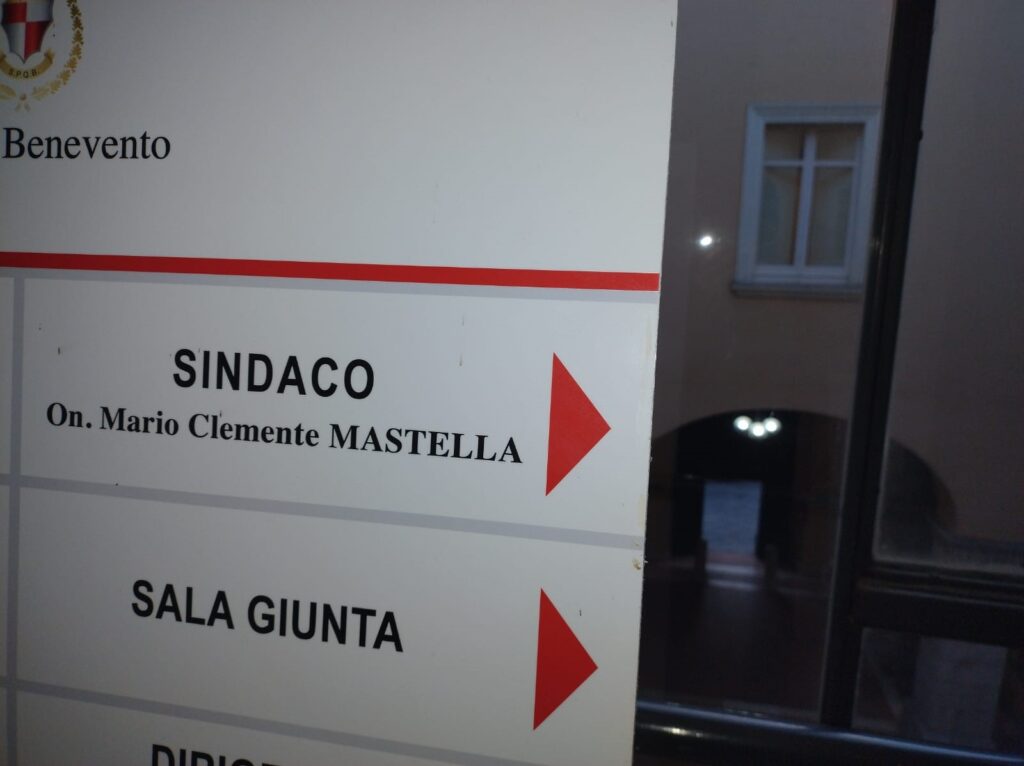 S.P.Q.B.
Benevento
SINDACO
On. Mario Clemente MASTELLA
SALA GIUNTA